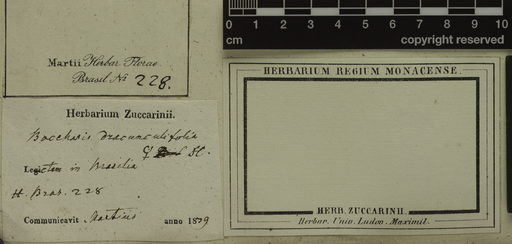 Martii Herbar. Florae
Brasil. No 228.
0 1 2 3 4 5 6 7 8 9 10
cm copyright reserved
HERBARIUM REGIUM MONACENSE.
HERB. ZUCCARINII.
Herbar. Univ. Ludov. Maximil.
Herbarium Zuccarinii.
Baccharis dracunculifolia
DC.
Legit in Brasilia
H. Bras. 228
Communicavit Martius anno 1839